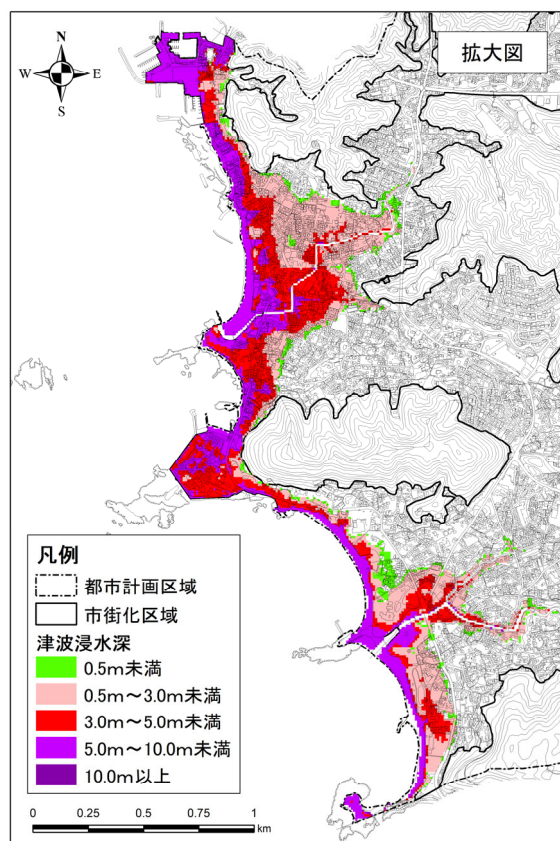 N
拡大図
W E
S
凡例
都市計画区域
市街化区域
津波浸水深
0.5m未満
0.5m～3.0m未満
3.0m～5.0m未満
5.0m～10.0m未満
10.0m以上
0 0.25 0.5 0.75 1
km